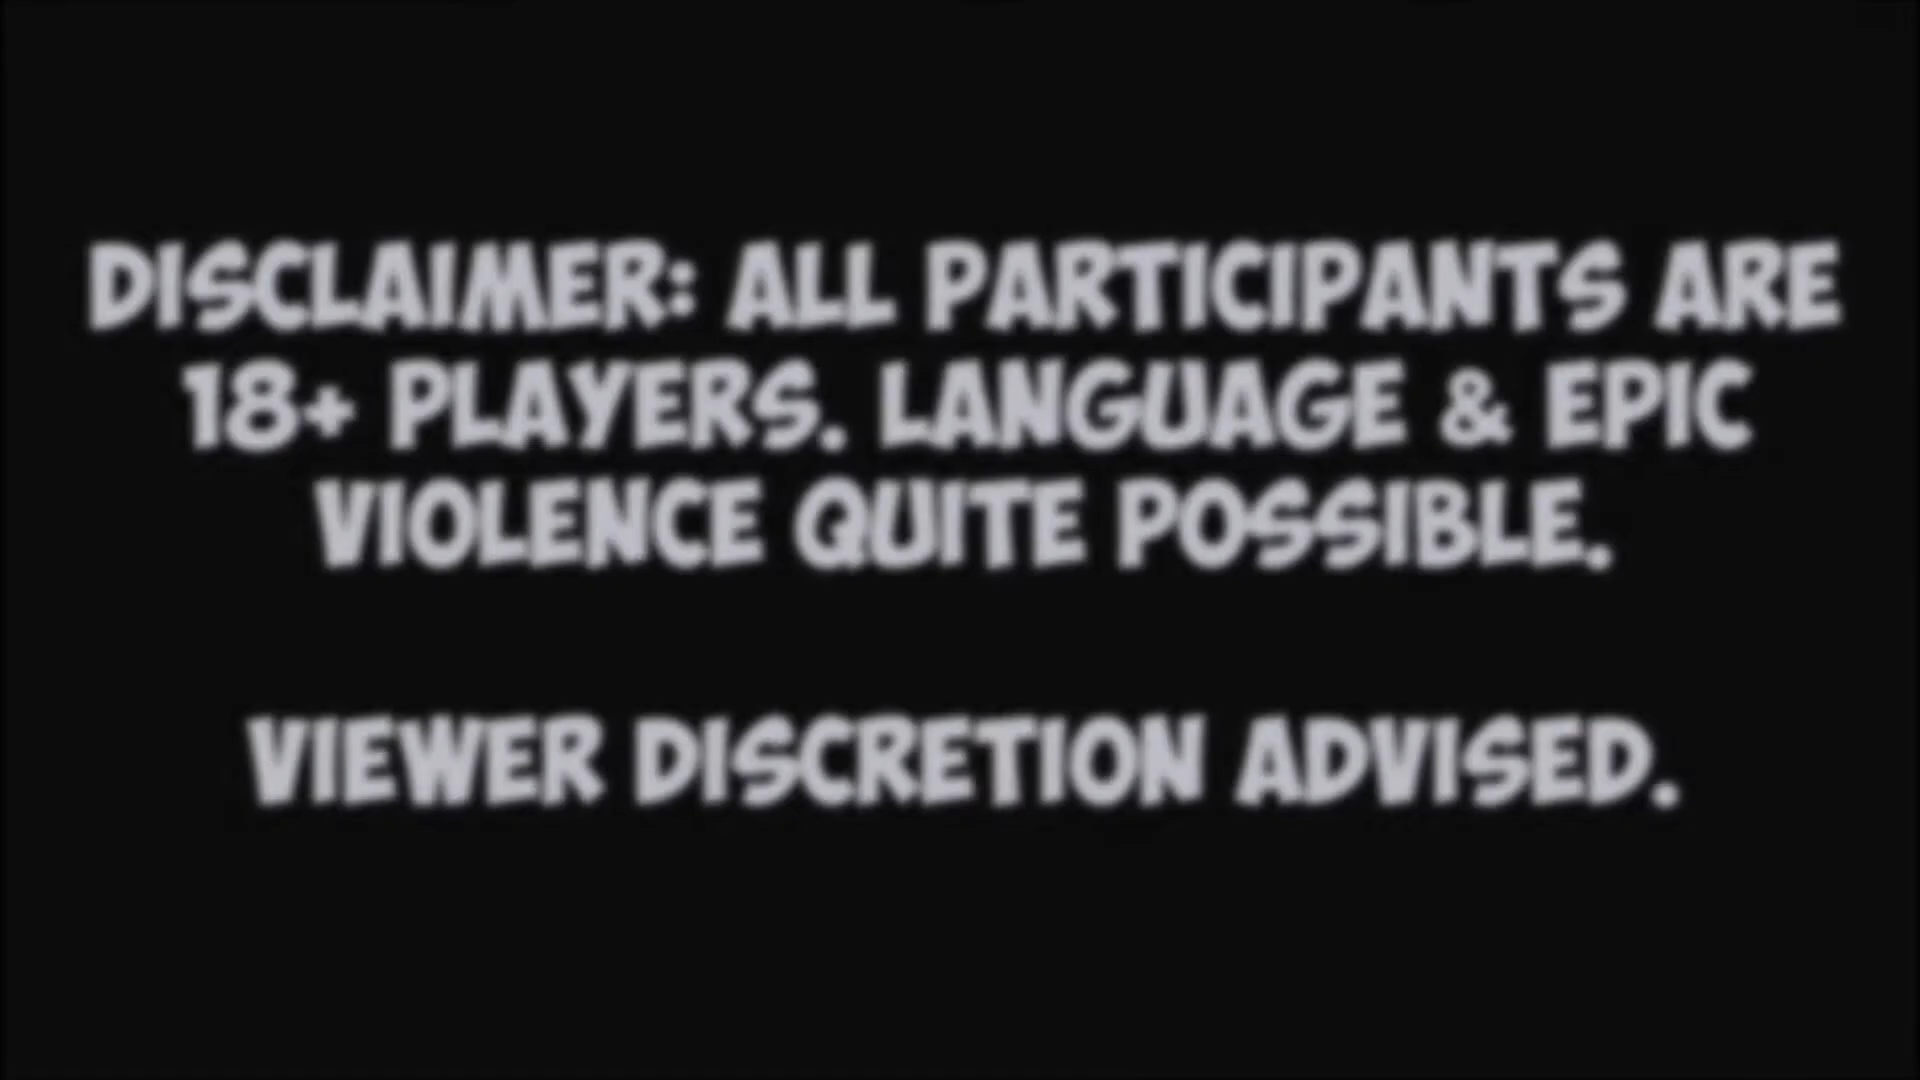 DISCLAIMER: ALL PARTICIPANTS ARE
18+ PLAYERS. LANGUAGE & EPIC
VIOLENCE QUITE POSSIBLE.
VIEWER DISCRETION ADVISED.